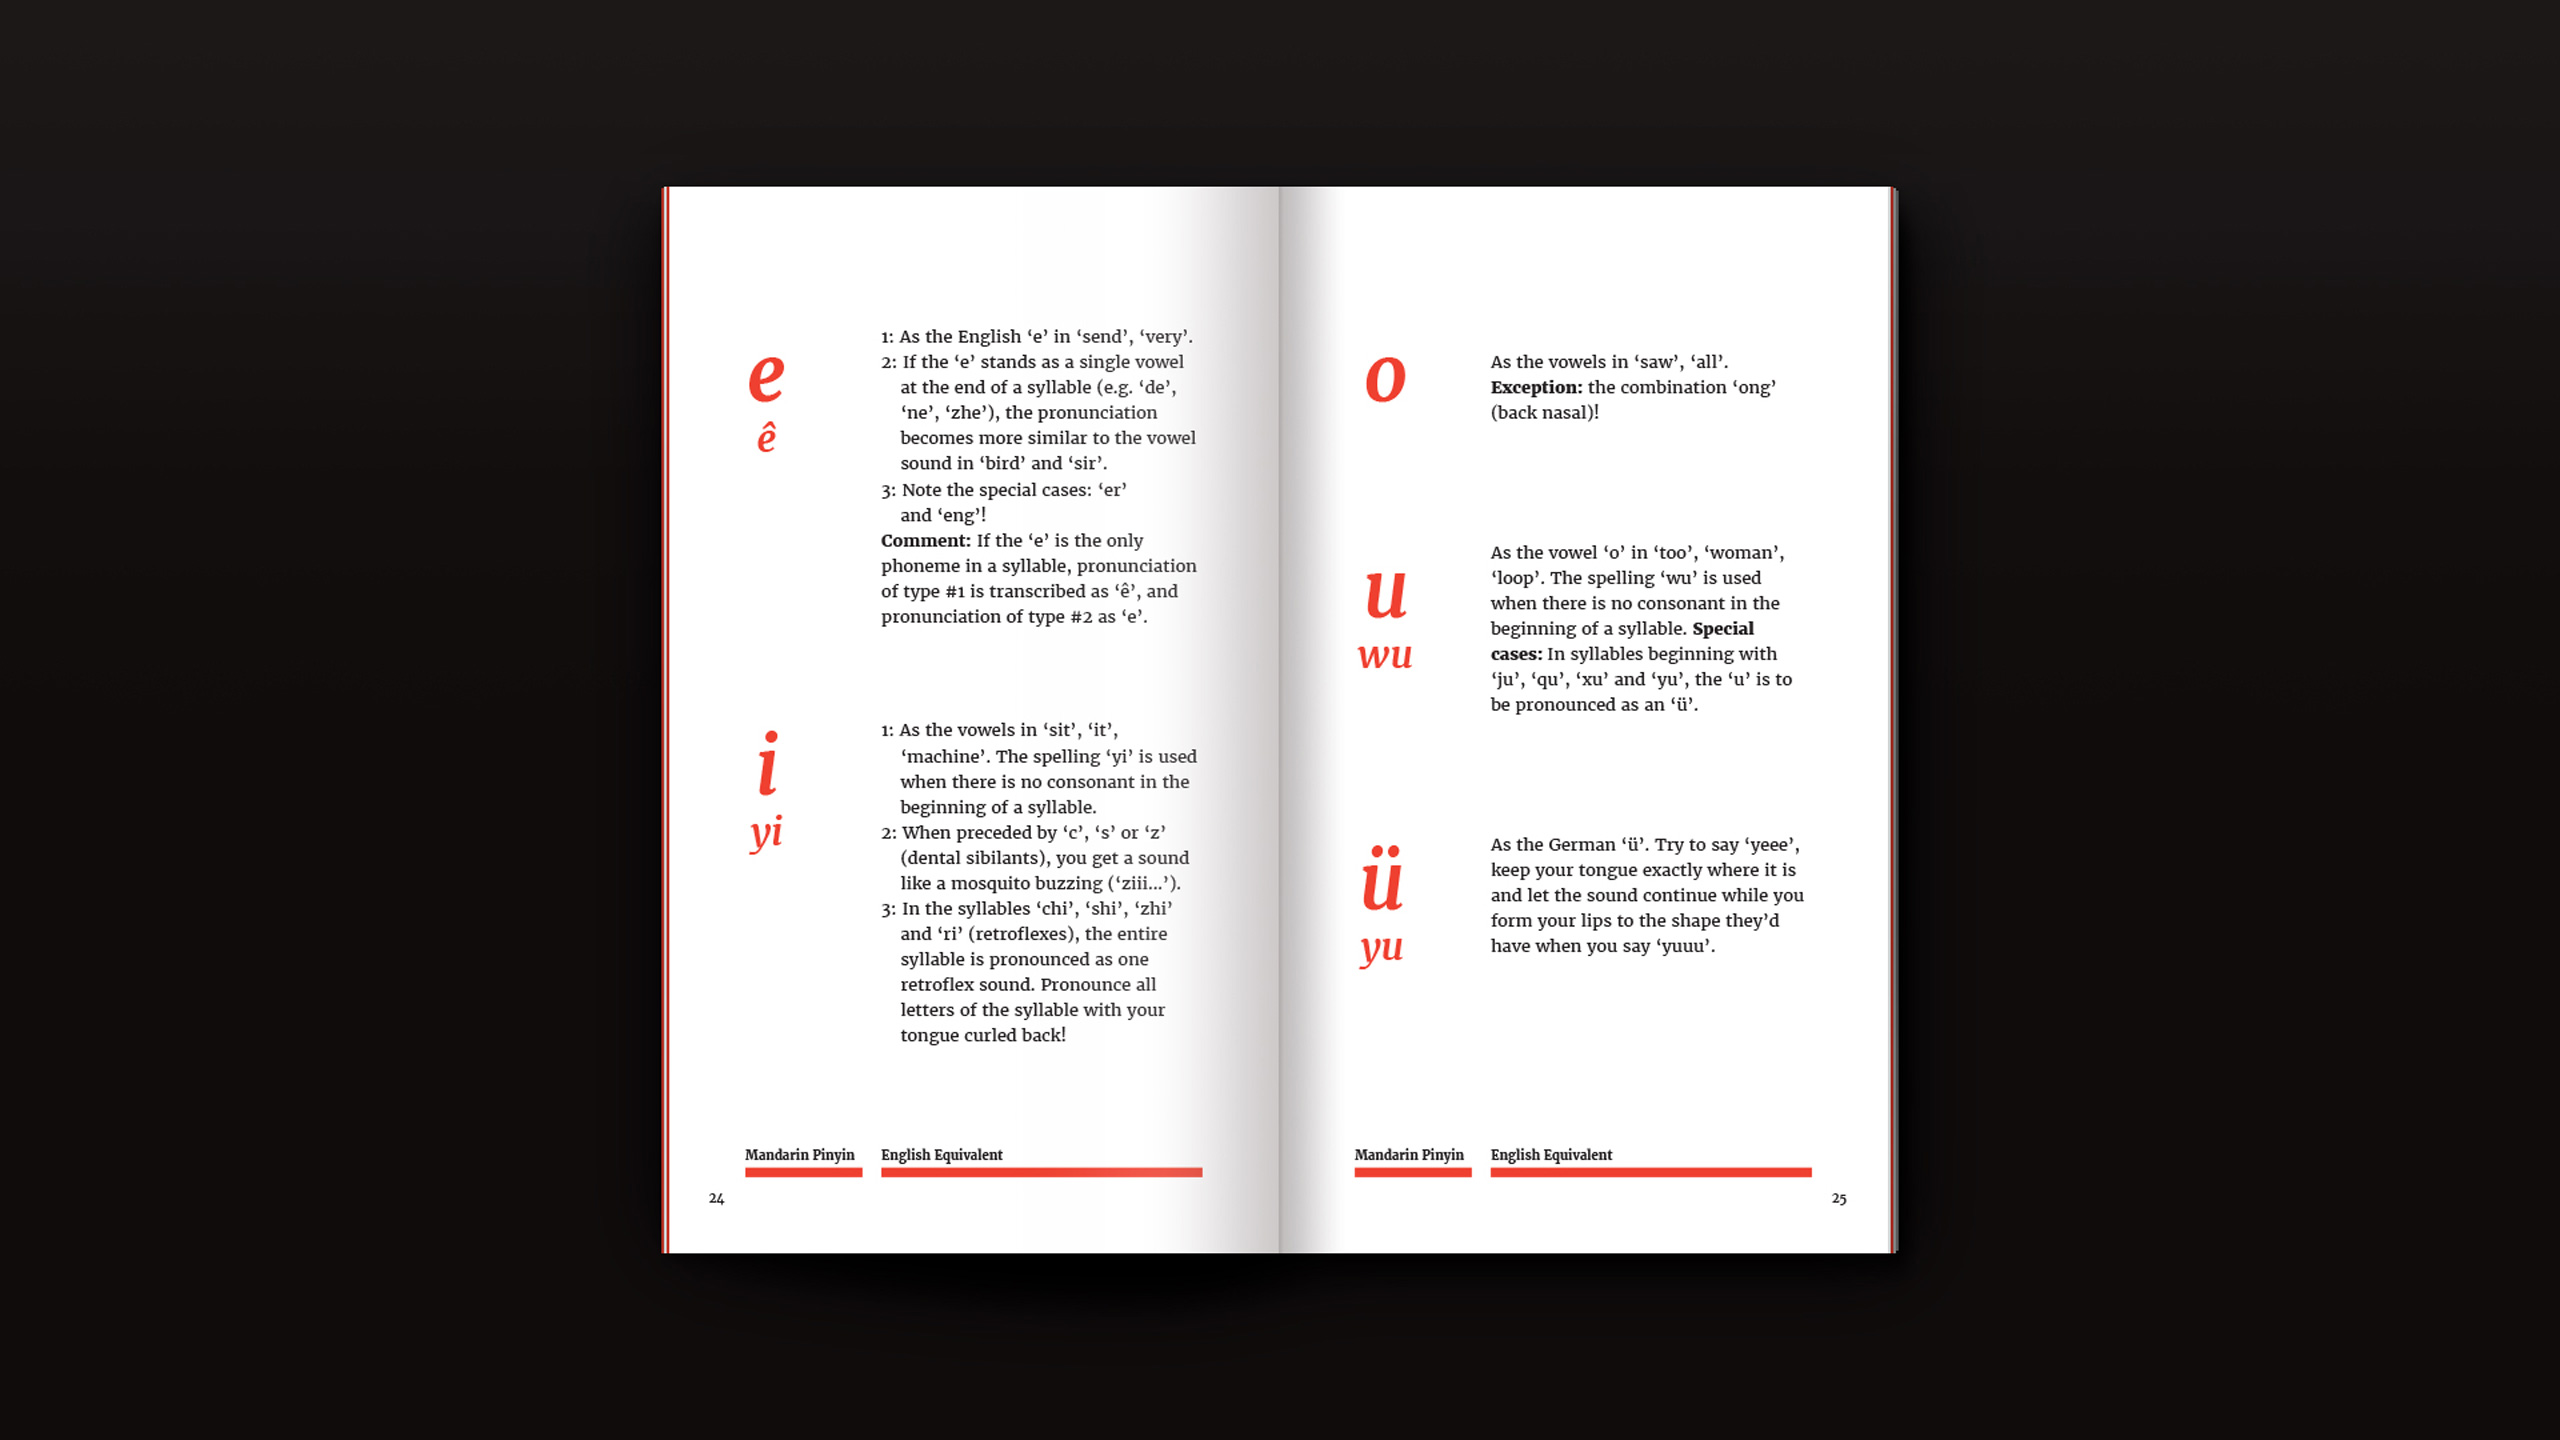 e
ê
1: As the English ‘e’ in ‘send’, ‘very’.
2: If the ‘e’ stands as a single vowel
at the end of a syllable (e.g. ‘de’,
‘ne’, ‘zhe’), the pronunciation
becomes more similar to the vowel
sound in ‘bird’ and ‘sir’.
3: Note the special cases: ‘er’
and ‘eng’!
Comment: If the ‘e’ is the only
phoneme in a syllable, pronunciation
of type #1 is transcribed as ‘ê’, and
pronunciation of type #2 as ‘e’.
i
yi
1: As the vowels in ‘sit’, ‘it’,
‘machine’. The spelling ‘yi’ is used
when there is no consonant in the
beginning of a syllable.
2: When preceded by ‘c’, ‘s’ or ‘z’
(dental sibilants), you get a sound
like a mosquito buzzing (‘ziii...’).
3: In the syllables ‘chi’, ‘shi’, ‘zhi’
and ‘ri’ (retroflexes), the entire
syllable is pronounced as one
retroflex sound. Pronounce all
letters of the syllable with your
tongue curled back!
Mandarin Pinyin English Equivalent
24
o
As the vowels in ‘saw’, ‘all’.
Exception: the combination ‘ong’
(back nasal)!
u
wu
As the vowel ‘o’ in ‘too’, ‘woman’,
‘loop’. The spelling ‘wu’ is used
when there is no consonant in the
beginning of a syllable. Special
cases: In syllables beginning with
‘ju’, ‘qu’, ‘xu’ and ‘yu’, the ‘u’ is to
be pronounced as an ‘ü’.
ü
yu
As the German ‘ü’. Try to say ‘yeee’,
keep your tongue exactly where it is
and let the sound continue while you
form your lips to the shape they’d
have when you say ‘yuuu’.
Mandarin Pinyin English Equivalent
25